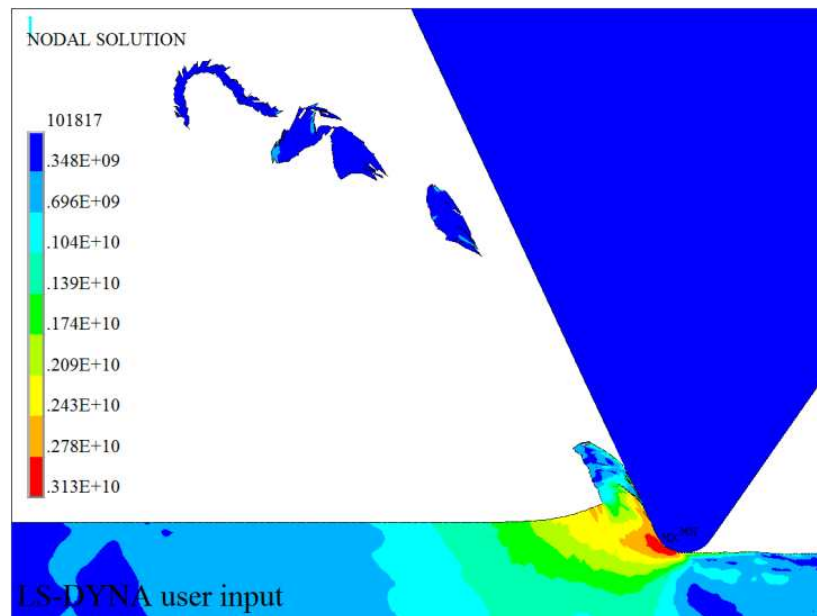 NODAL SOLUTION
101817
.348E+09
.696E+09
.104E+10
.139E+10
.174E+10
.209E+10
.243E+10
.278E+10
.313E+10
LS-DYNA user input